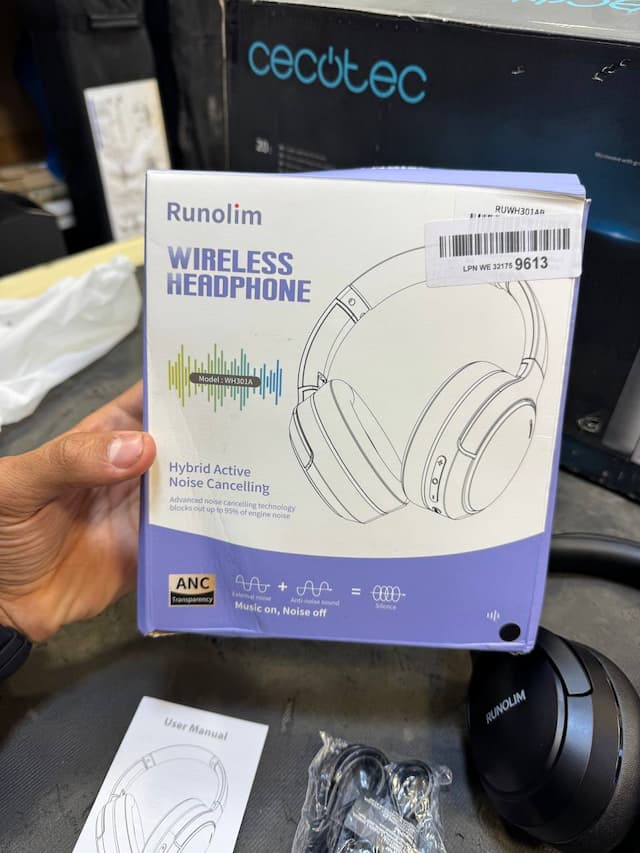 cecotec
20
Runolim
RUWH301AB
WIRELESS
HEADPHONE
LPN WE 32175 9613
Model : WH301A
Hybrid Active
Noise Cancelling
Advanced noise cancelling technology
blocks out up to 95% of engine noise
ANC
Transparency
External noise + Anti-noise sound = Silence
Music on, Noise off
RUNOLIM
User Manual